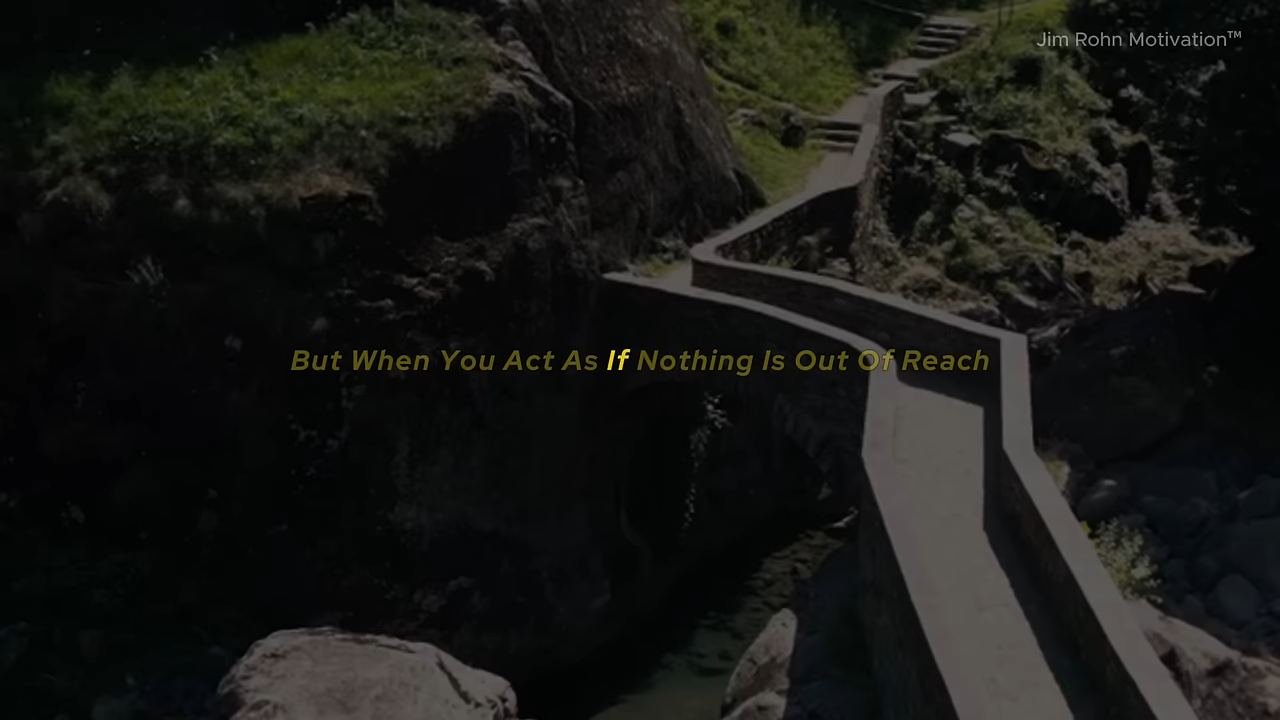 Jim Rohn Motivation™
But When You Act As If Nothing Is Out Of Reach